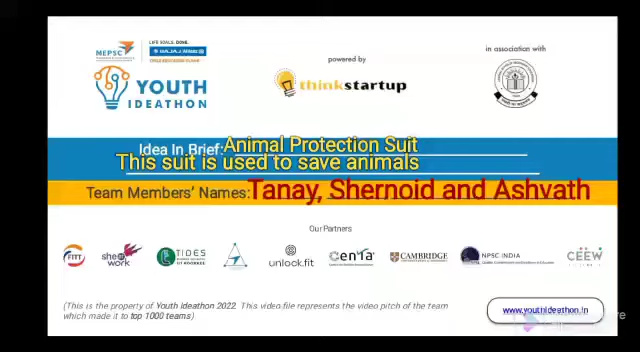 MEPSC
LIFE GOALS. DONE.
BAJAJ Allianz
in association with
powered by
YOUTH
IDEATHON
thinkstartup
Idea In Brief: Animal Protection Suit
This suit is used to save animals
Team Members' Names: Tanay, Shernoid and Ashvath
Our Partners
FITT
she@work
TIDES
unlock.fit
CAMBRIDGE
NPSC INDIA
CEEW
(This is the property of Youth Ideathon 2022. This video file represents the video pitch of the team
which made it to top 1000 teams)
www.youthideathon.in